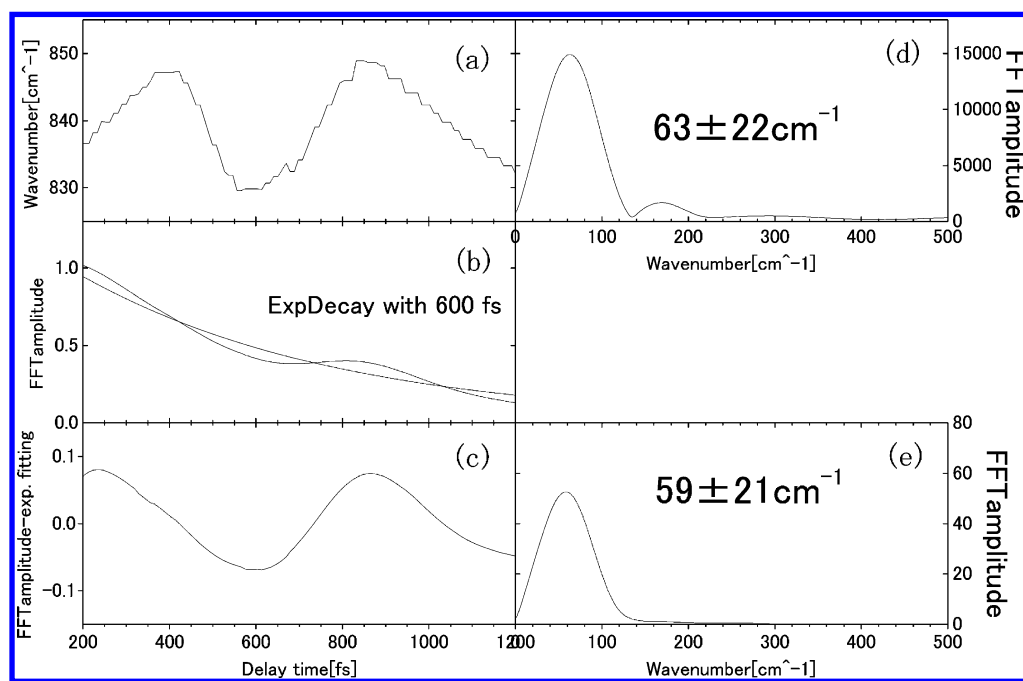 Wavenumber[cm^-1]
850
840
830
(a)
(d)
63±22cm⁻¹
15000
10000
5000
0
FFTamplitude
0 100 200 300 400 500
Wavenumber[cm^-1]
FFTamplitude
1.0
0.5
0.0
(b)
ExpDecay with 600 fs
FFTamplitude-exp. fitting
0.1
0.0
-0.1
(c)
200 400 600 800 1000
Delay time[fs]
(e)
59±21cm⁻¹
80
60
40
20
0
FFTamplitude
100 200 300 400 500
Wavenumber[cm^-1]